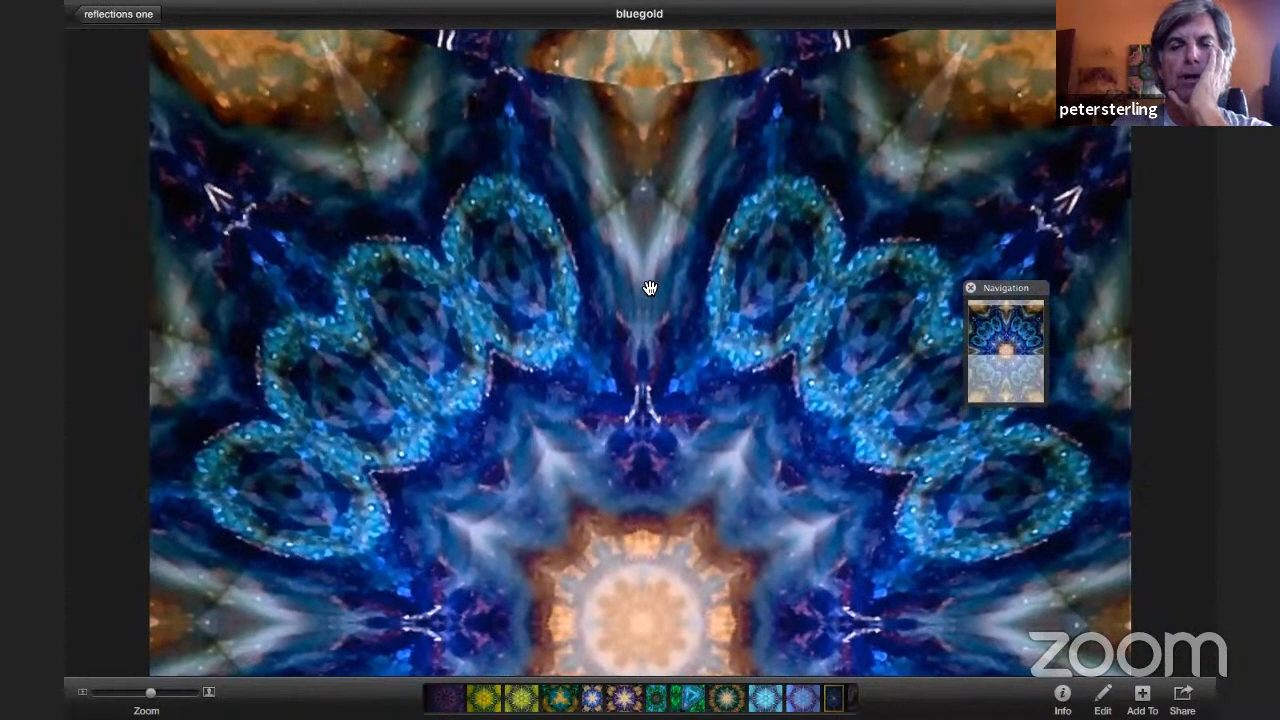 reflections one
bluegold
petersterling
Navigation
zoom
Zoom
Info
Edit
Add To
Share